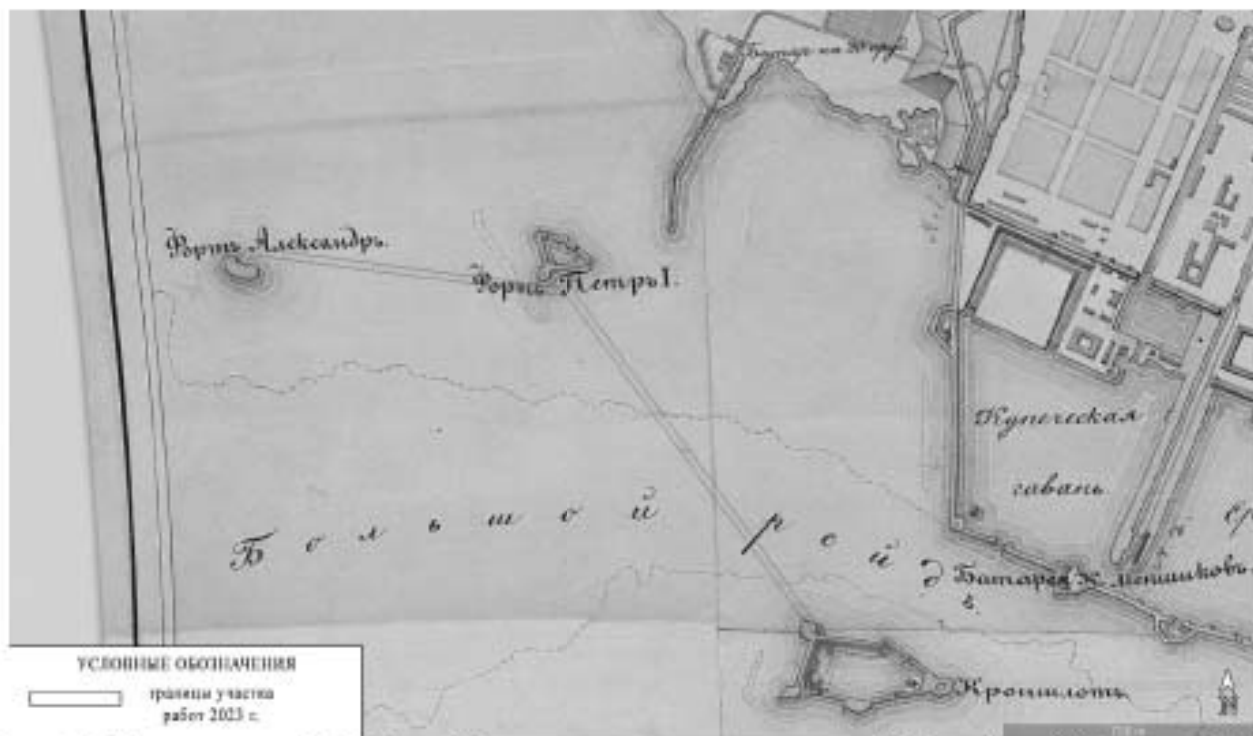 Фортъ Александръ.
Фортъ Петръ I.
Купеческая
гавань
Большой рейдъ.
Батарея К. меншиковъ.
Кроншлотъ
УСЛОВНЫЕ ОБОЗНАЧЕНИЯ
границы участка
работ 2023 г.